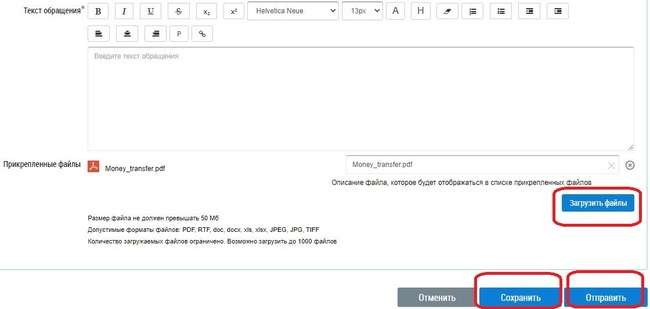 Текст обращения* B I U S x₂ x² Helvetica Neue 13px A H
P
Введите текст обращения
Прикрепленные файлы Money_transfer.pdf Money_transfer.pdf
Описание файла, которое будет отображаться в списке прикрепленных файлов
Загрузить файлы
Размер файла не должен превышать 50 Мб
Допустимые форматы файлов: PDF, RTF, doc, docx, xls, xlsx, JPEG, JPG, TIFF
Количество загружаемых файлов ограничено. Возможно загрузить до 1000 файлов
Отменить Сохранить Отправить